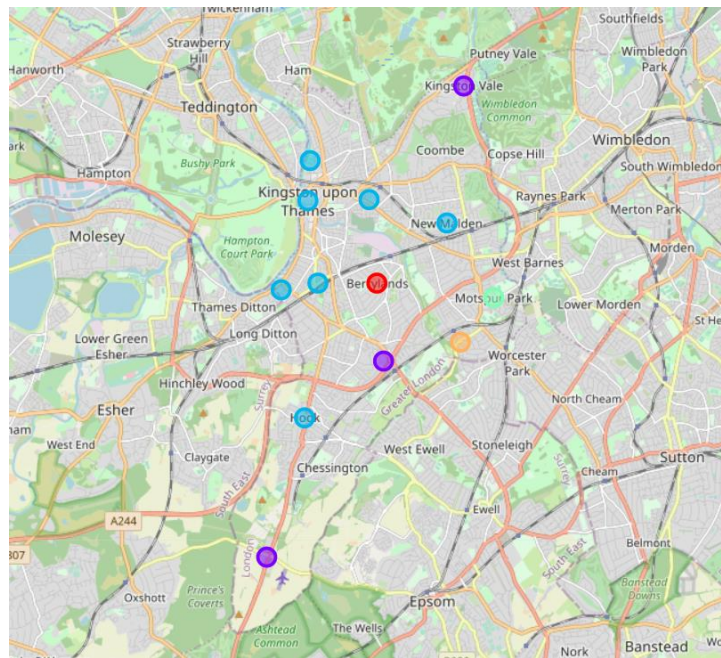 Twickenham
Southfields
Strawberry
Hill
Putney Vale
Wimbledon
Park
Hanworth
Ham
Kingston Vale
Teddington
Wimbledon
Common
Wimbledon
Bushy Park
Coombe
Copse Hill
Hampton
South Wimbledon
Kingston upon
Thames
Raynes Park
Merton Park
New Malden
Molesey
Hampton
Court Park
Morden
West Barnes
Berrylands
Motspur Park
Thames Ditton
Lower Morden
Long Ditton
St He
Lower Green
Esher
Worcester
Park
Hinchley Wood
Surrey
Greater London
North Cheam
Esher
Hook
West End
Claygate
West Ewell
Stoneleigh
Sutton
Chessington
Surrey
Cheam
South East
Ewell
A244
London
South East
Belmont
Prince's
Coverts
Oxshott
Epsom
Banstead
Downs
Ashtead
Common
The Wells
Nork
Banstead